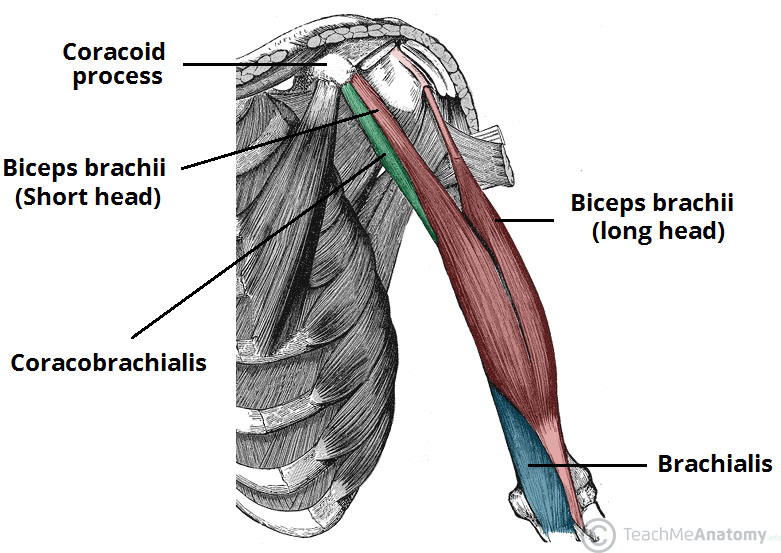 Coracoid
process
Biceps brachii
(Short head)
Biceps brachii
(long head)
Coracobrachialis
Brachialis
© TeachMeAnatomy